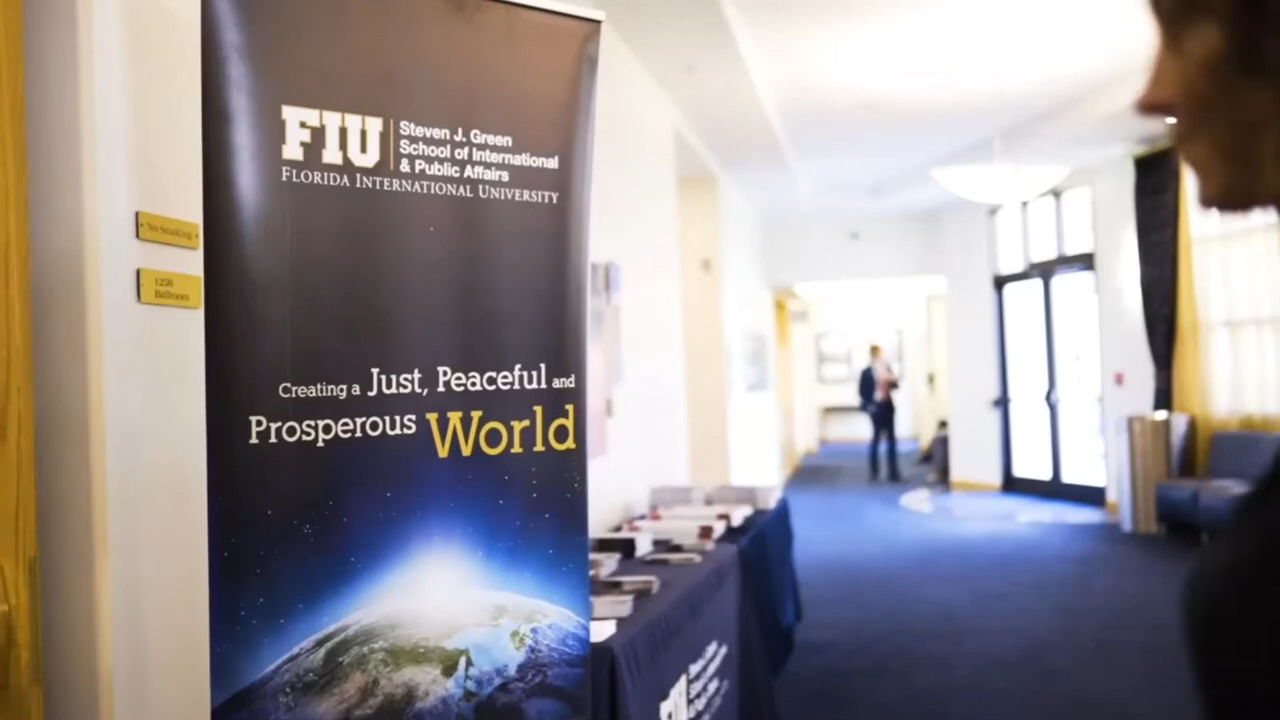 FIU
Steven J. Green
School of International
& Public Affairs
FLORIDA INTERNATIONAL UNIVERSITY
No Smoking
Ballroom
Creating a Just, Peaceful and
Prosperous World
FIU